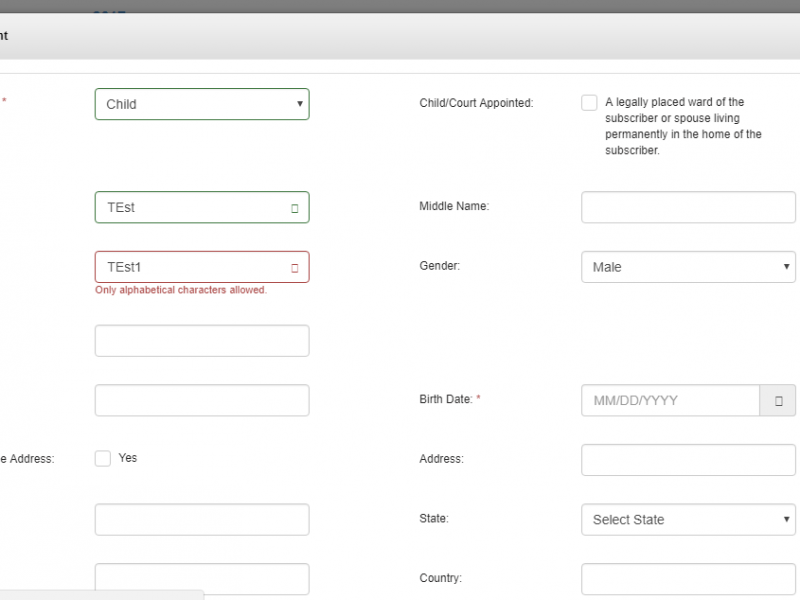 nt
*
Child
Child/Court Appointed:
A legally placed ward of the
subscriber or spouse living
permanently in the home of the
subscriber.
TEst
Middle Name:
TEst1
Only alphabetical characters allowed.
Gender:
Male
Birth Date: *
MM/DD/YYYY
e Address:
Yes
Address:
State:
Select State
Country: